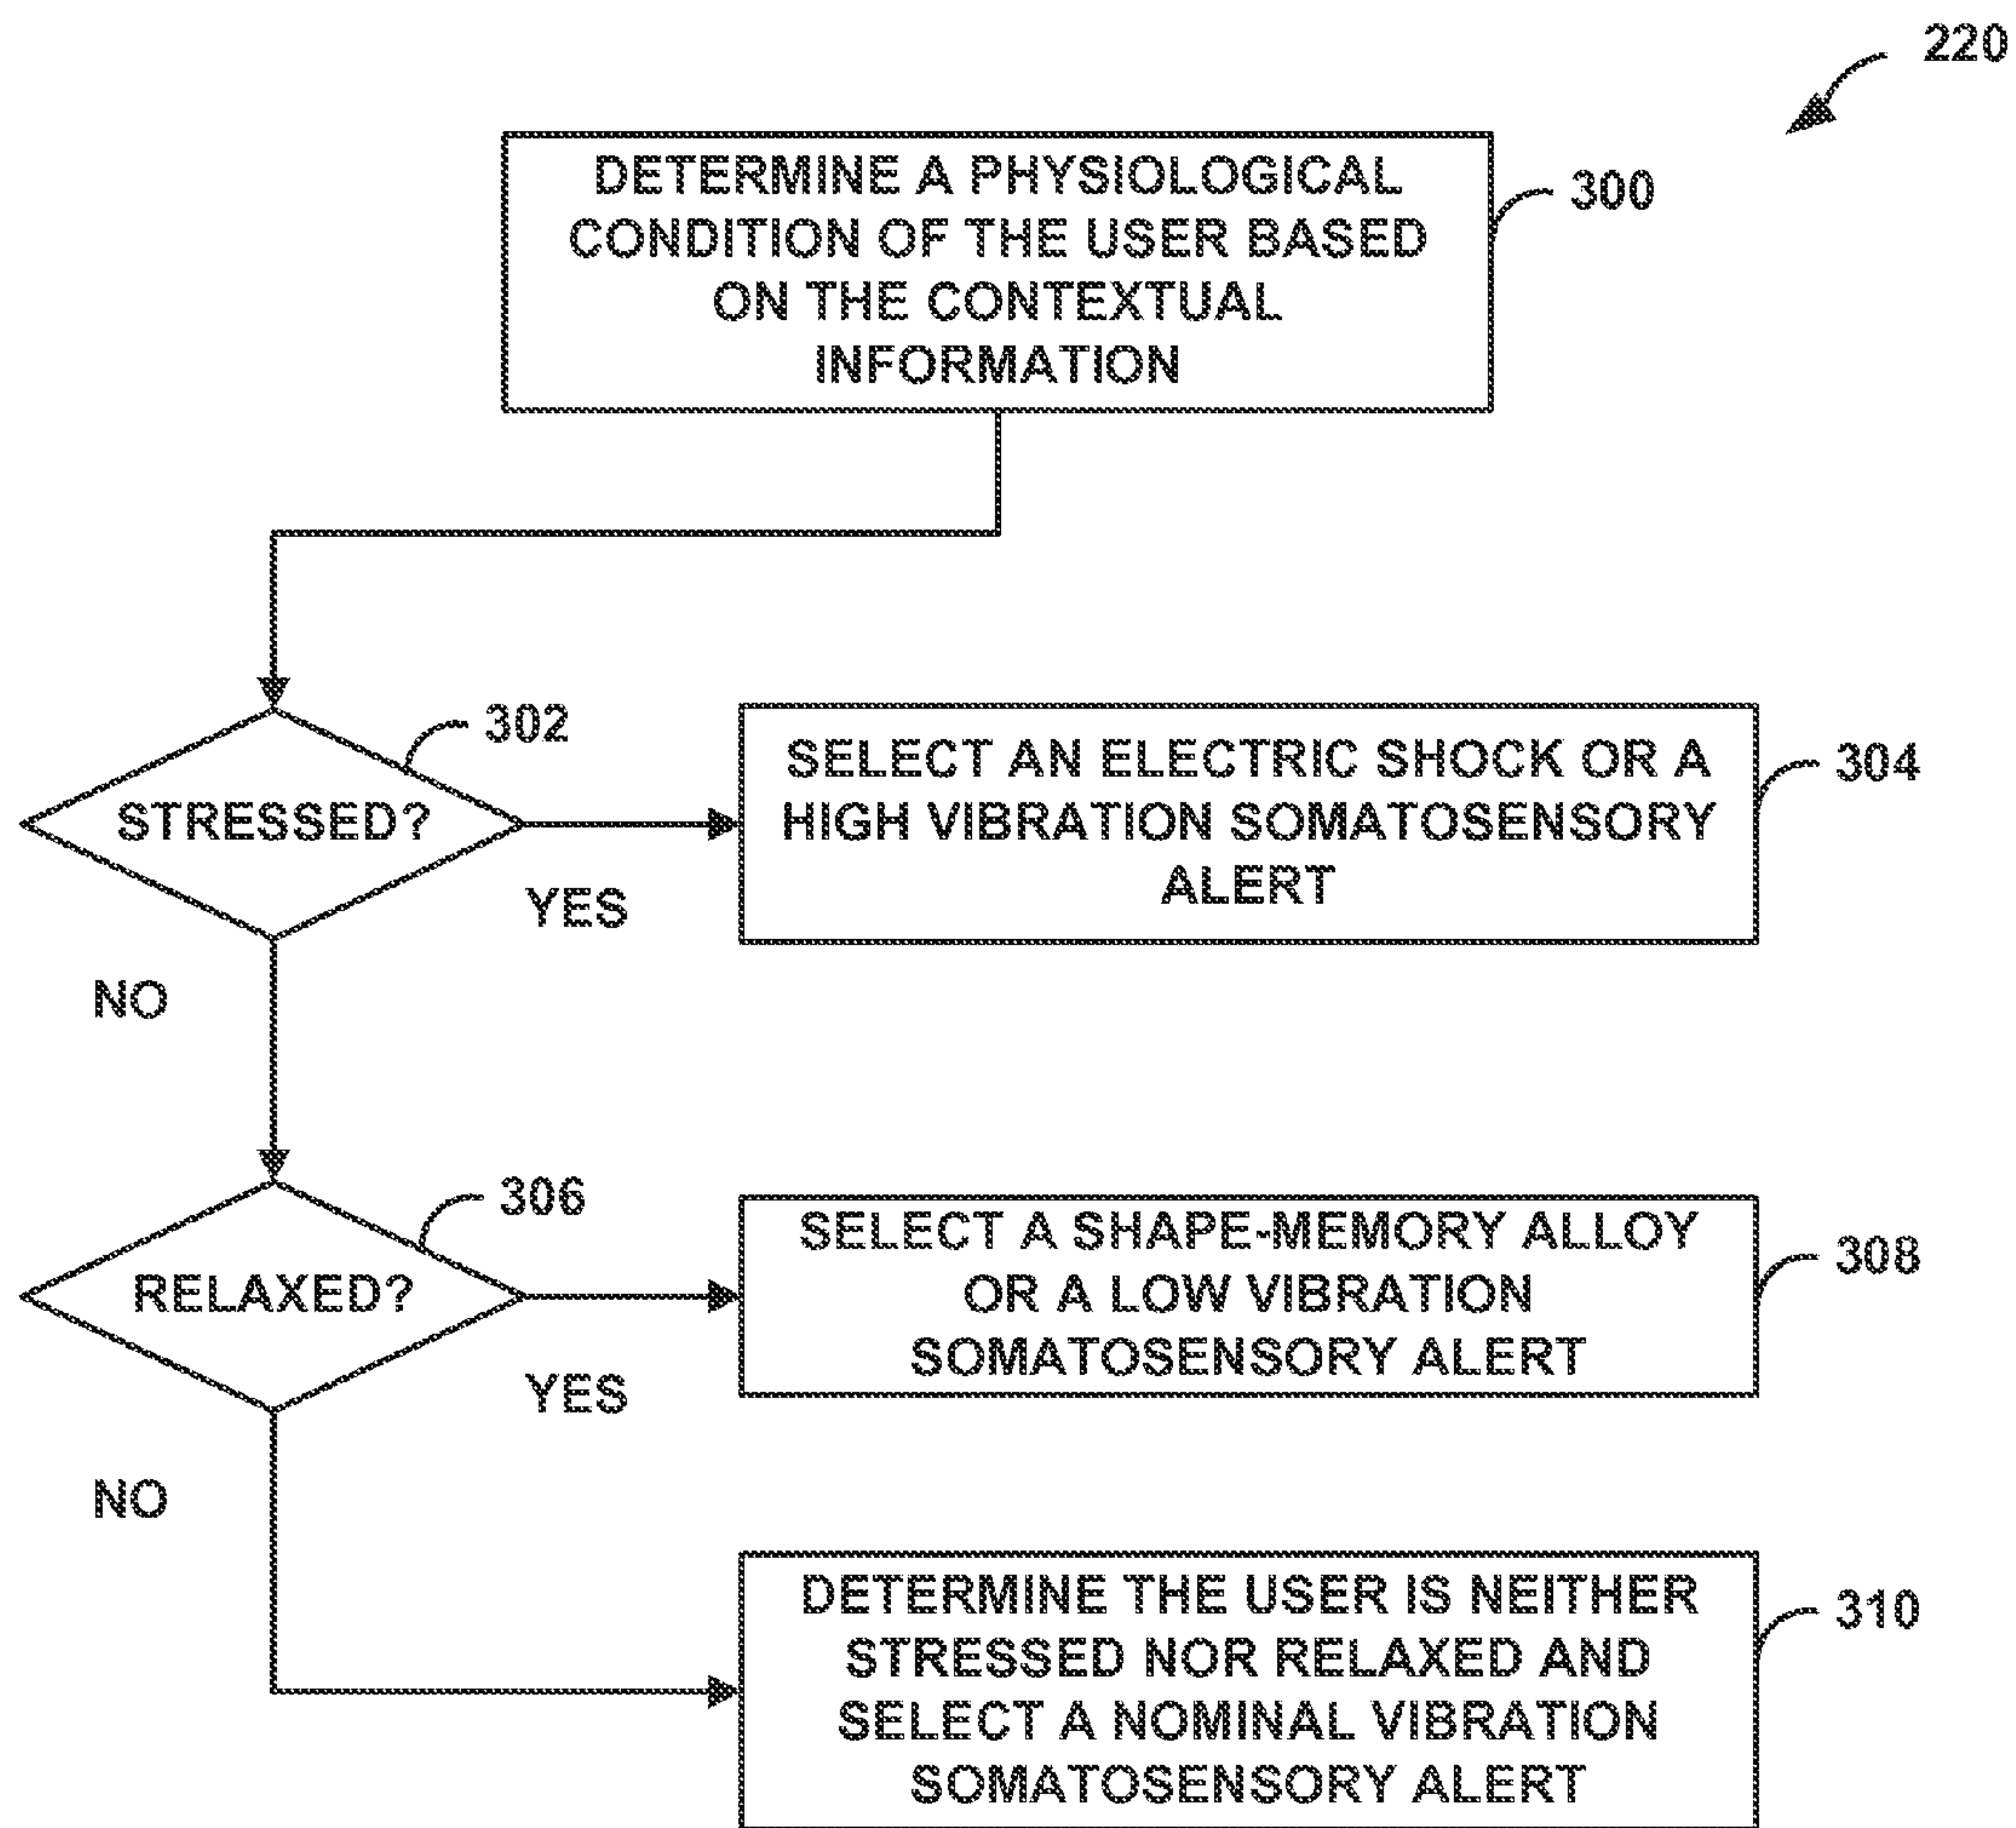 220
DETERMINE A PHYSIOLOGICAL
CONDITION OF THE USER BASED
ON THE CONTEXTUAL
INFORMATION
300
302
STRESSED?
YES
NO
SELECT AN ELECTRIC SHOCK OR A
HIGH VIBRATION SOMATOSENSORY
ALERT
304
306
RELAXED?
YES
NO
SELECT A SHAPE-MEMORY ALLOY
OR A LOW VIBRATION
SOMATOSENSORY ALERT
308
DETERMINE THE USER IS NEITHER
STRESSED NOR RELAXED AND
SELECT A NOMINAL VIBRATION
SOMATOSENSORY ALERT
310